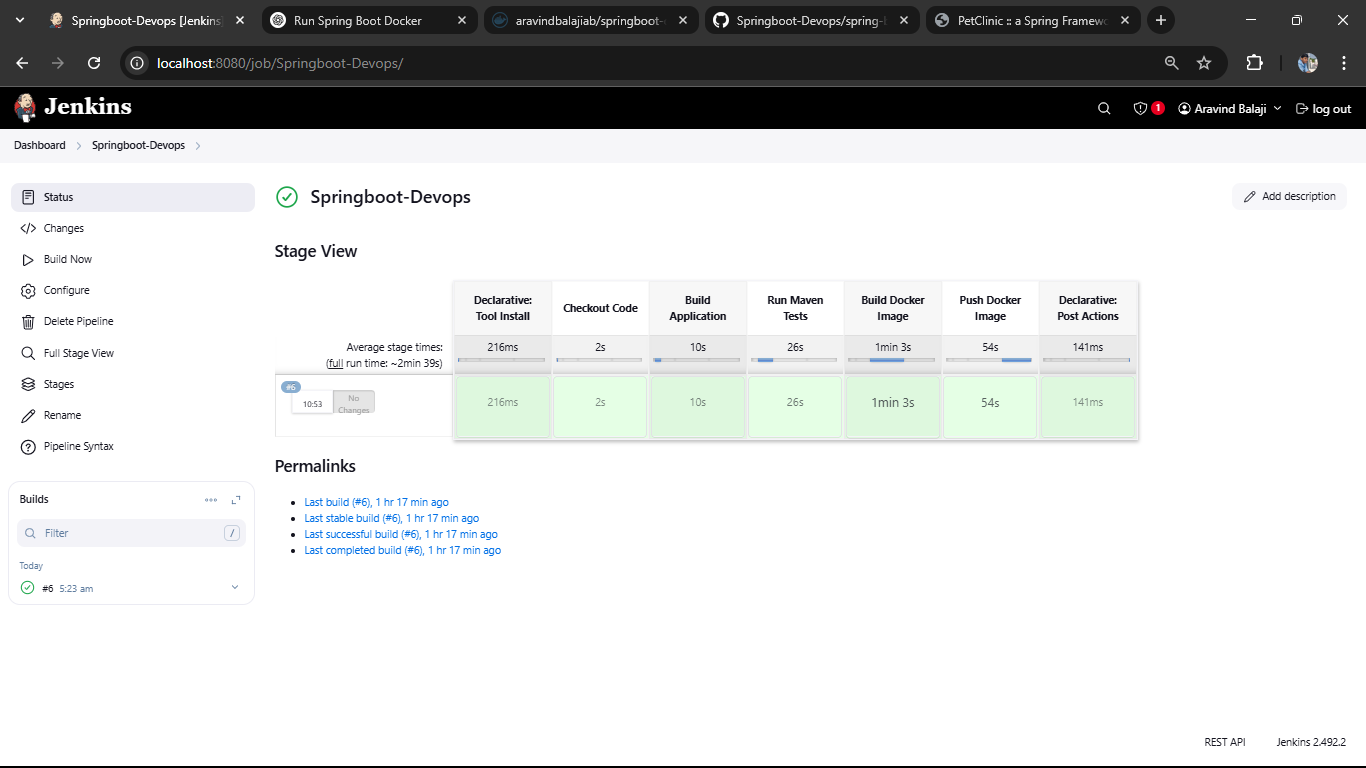 Springboot-Devops [Jenkins
Run Spring Boot Docker
aravindbalajiab/springboot-
Springboot-Devops/spring-
PetClinic :: a Spring Framewo
localhost:8080/job/Springboot-Devops/
Jenkins
1
Aravind Balaji
log out
Dashboard
Springboot-Devops
Status
Changes
Build Now
Configure
Delete Pipeline
Full Stage View
Stages
Rename
Pipeline Syntax
Builds
Filter
/
Today
#6 5:23 am
Springboot-Devops
Add description
Stage View
Declarative: Tool Install
Checkout Code
Build Application
Run Maven Tests
Build Docker Image
Push Docker Image
Declarative: Post Actions
Average stage times:
(full run time: ~2min 39s)
216ms
2s
10s
26s
1min 3s
54s
141ms
#6
10:53
No Changes
216ms
2s
10s
26s
1min 3s
54s
141ms
Permalinks
Last build (#6), 1 hr 17 min ago
Last stable build (#6), 1 hr 17 min ago
Last successful build (#6), 1 hr 17 min ago
Last completed build (#6), 1 hr 17 min ago
REST API
Jenkins 2.492.2